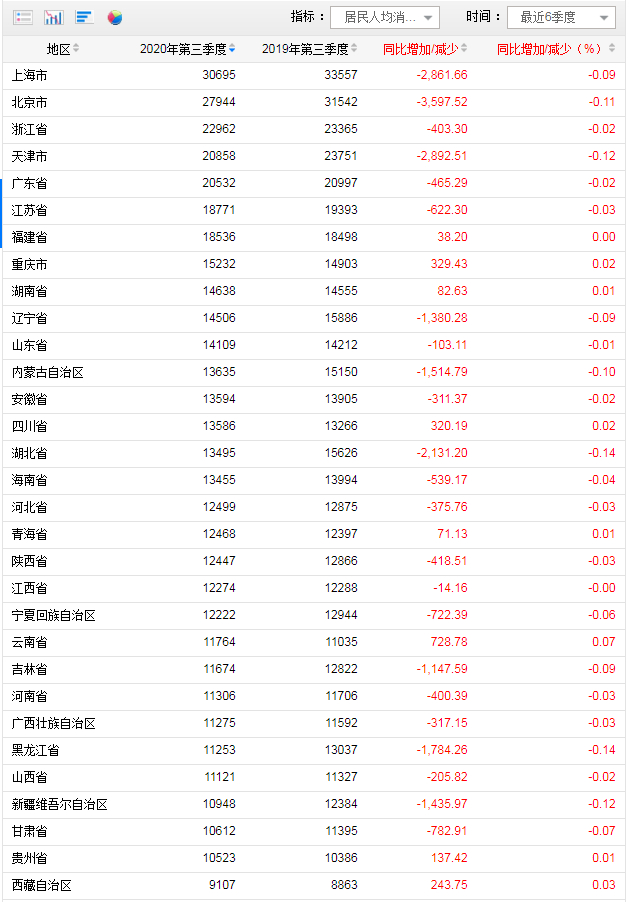 指标： 居民人均消... 时间： 最近6季度
地区 2020年第三季度 2019年第三季度 同比增加/减少 同比增加/减少（%）
上海市 30695 33557 -2,861.66 -0.09
北京市 27944 31542 -3,597.52 -0.11
浙江省 22962 23365 -403.30 -0.02
天津市 20858 23751 -2,892.51 -0.12
广东省 20532 20997 -465.29 -0.02
江苏省 18771 19393 -622.30 -0.03
福建省 18536 18498 38.20 0.00
重庆市 15232 14903 329.43 0.02
湖南省 14638 14555 82.63 0.01
辽宁省 14506 15886 -1,380.28 -0.09
山东省 14109 14212 -103.11 -0.01
内蒙古自治区 13635 15150 -1,514.79 -0.10
安徽省 13594 13905 -311.37 -0.02
四川省 13586 13266 320.19 0.02
湖北省 13495 15626 -2,131.20 -0.14
海南省 13455 13994 -539.17 -0.04
河北省 12499 12875 -375.76 -0.03
青海省 12468 12397 71.13 0.01
陕西省 12447 12866 -418.51 -0.03
江西省 12274 12288 -14.16 -0.00
宁夏回族自治区 12222 12944 -722.39 -0.06
云南省 11764 11035 728.78 0.07
吉林省 11674 12822 -1,147.59 -0.09
河南省 11306 11706 -400.39 -0.03
广西壮族自治区 11275 11592 -317.15 -0.03
黑龙江省 11253 13037 -1,784.26 -0.14
山西省 11121 11327 -205.82 -0.02
新疆维吾尔自治区 10948 12384 -1,435.97 -0.12
甘肃省 10612 11395 -782.91 -0.07
贵州省 10523 10386 137.42 0.01
西藏自治区 9107 8863 243.75 0.03